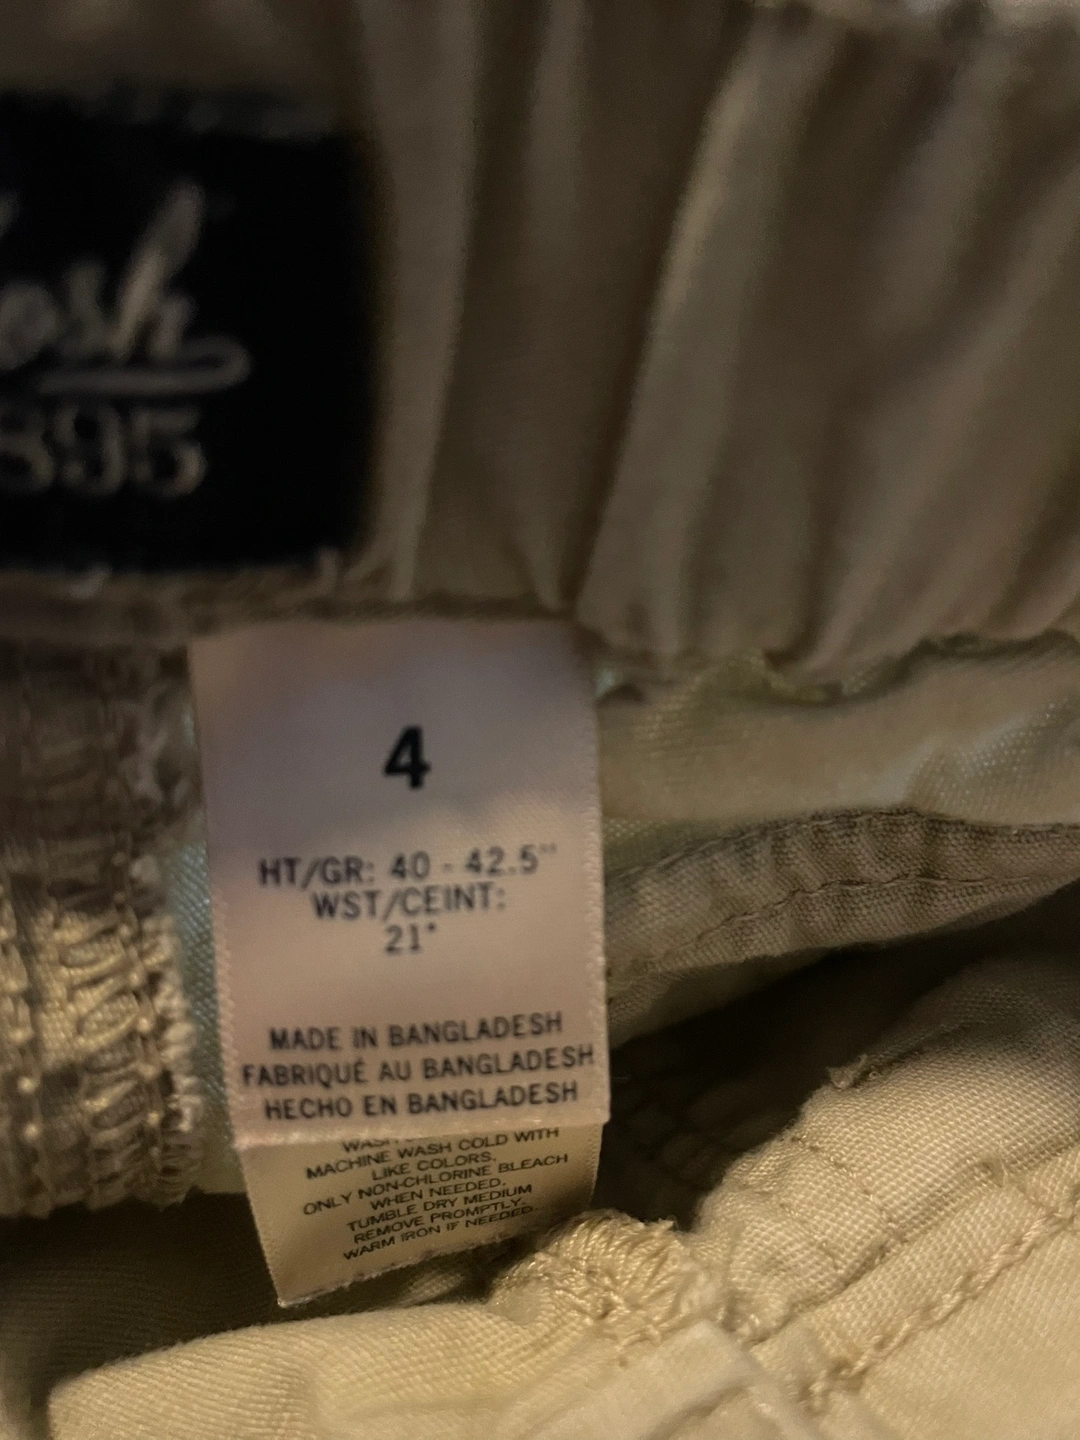 osh
895
4
HT/GR: 40 - 42.5"
WST/CEINT:
21"
MADE IN BANGLADESH
FABRIQUÉ AU BANGLADESH
HECHO EN BANGLADESH
MACHINE WASH COLD WITH
LIKE COLORS.
ONLY NON-CHLORINE BLEACH
WHEN NEEDED.
TUMBLE DRY MEDIUM
REMOVE PROMPTLY.
WARM IRON IF NEEDED.